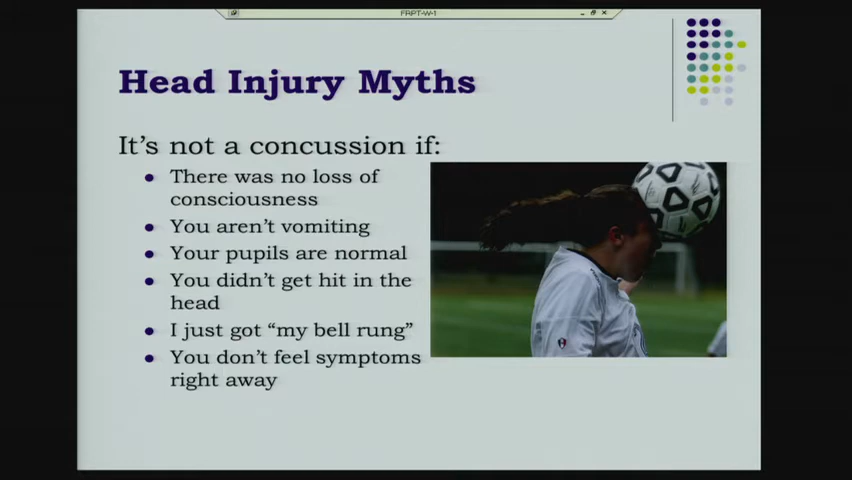 FRPT-W-1
Head Injury Myths
It's not a concussion if:
There was no loss of
consciousness
You aren't vomiting
Your pupils are normal
You didn't get hit in the
head
I just got "my bell rung"
You don't feel symptoms
right away